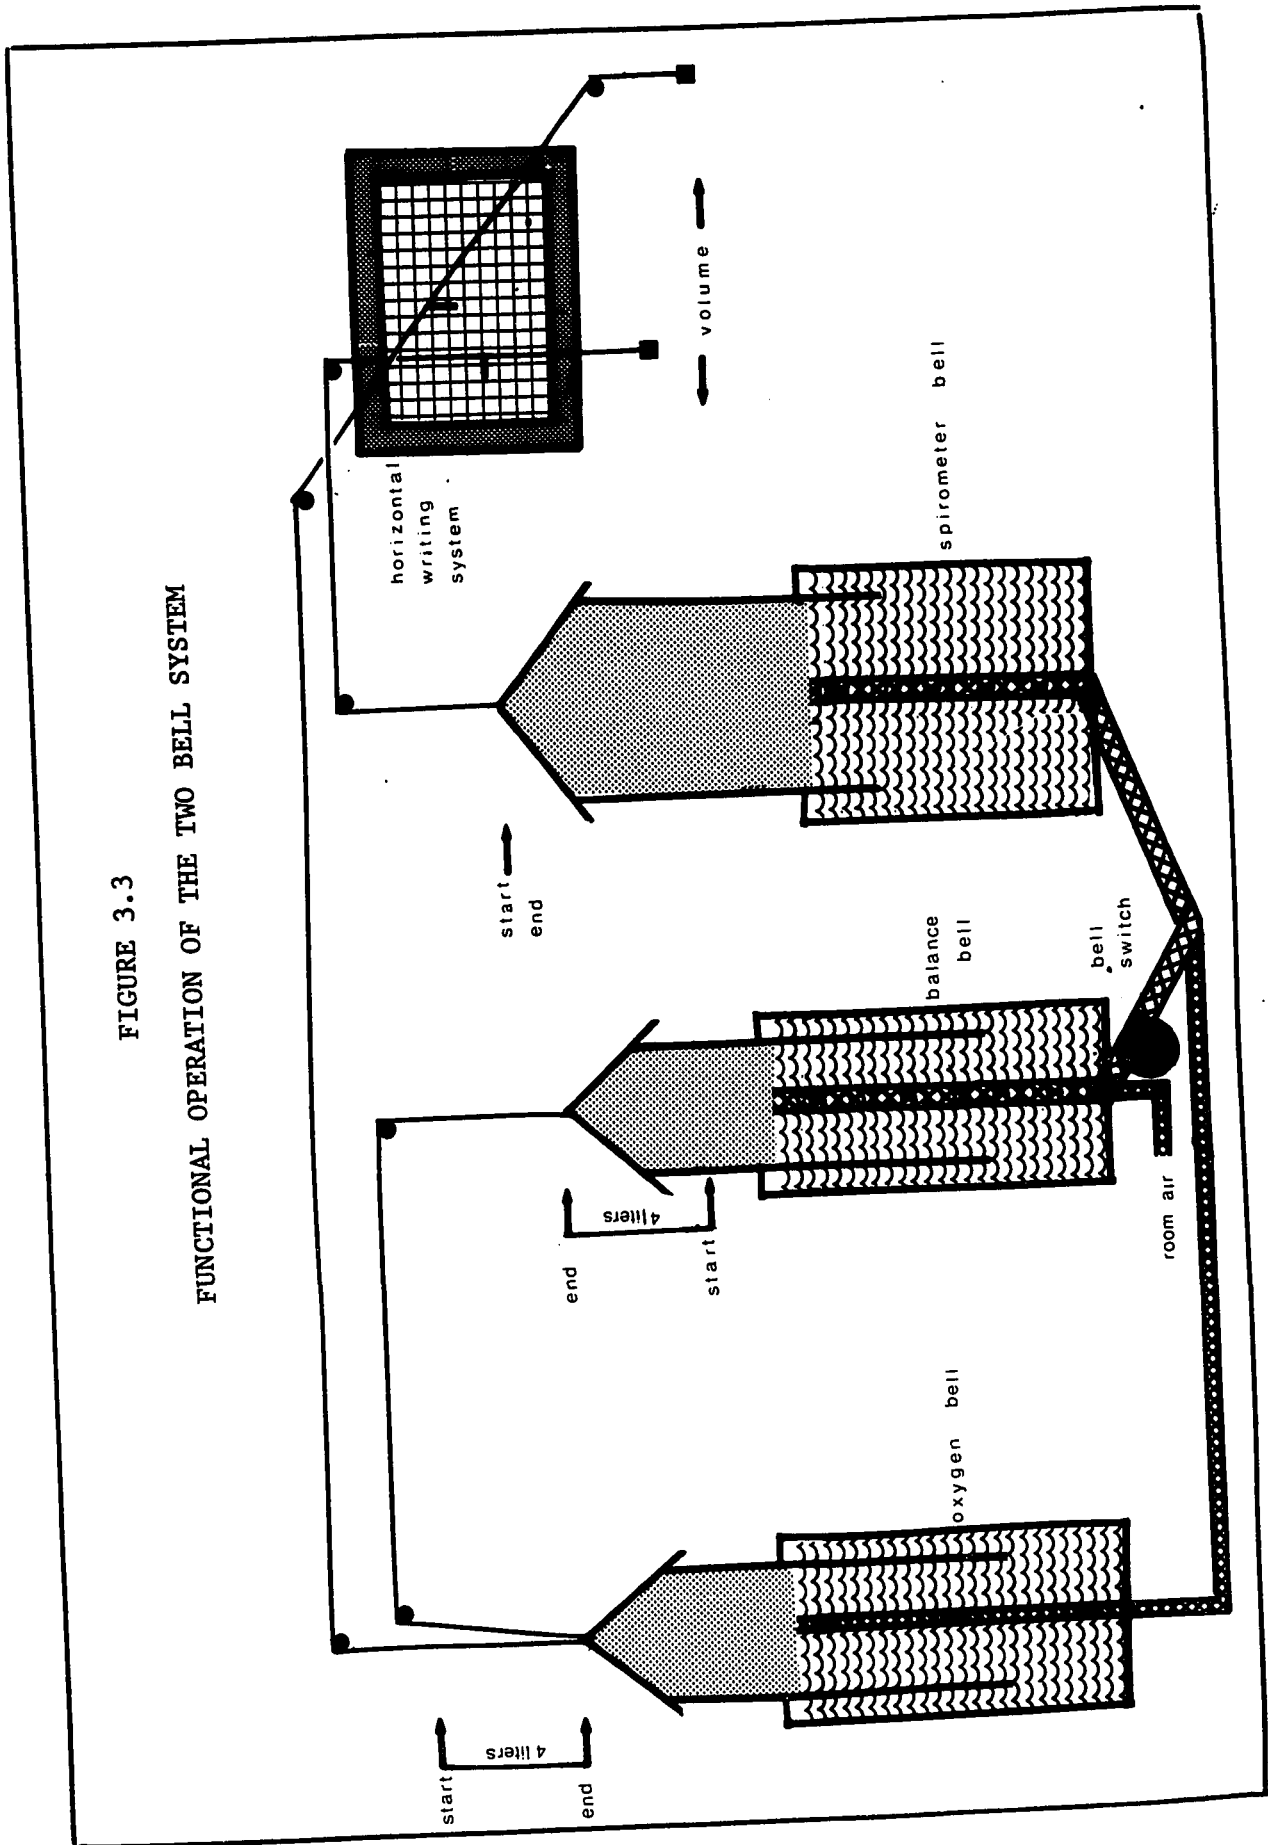 FIGURE 3.3
FUNCTIONAL OPERATION OF THE TWO BELL SYSTEM
horizontal
writing
system
volume
start
end
spirometer bell
start
4 liters
end
end
4 liters
start
balance
bell
bell
switch
room air
oxygen bell